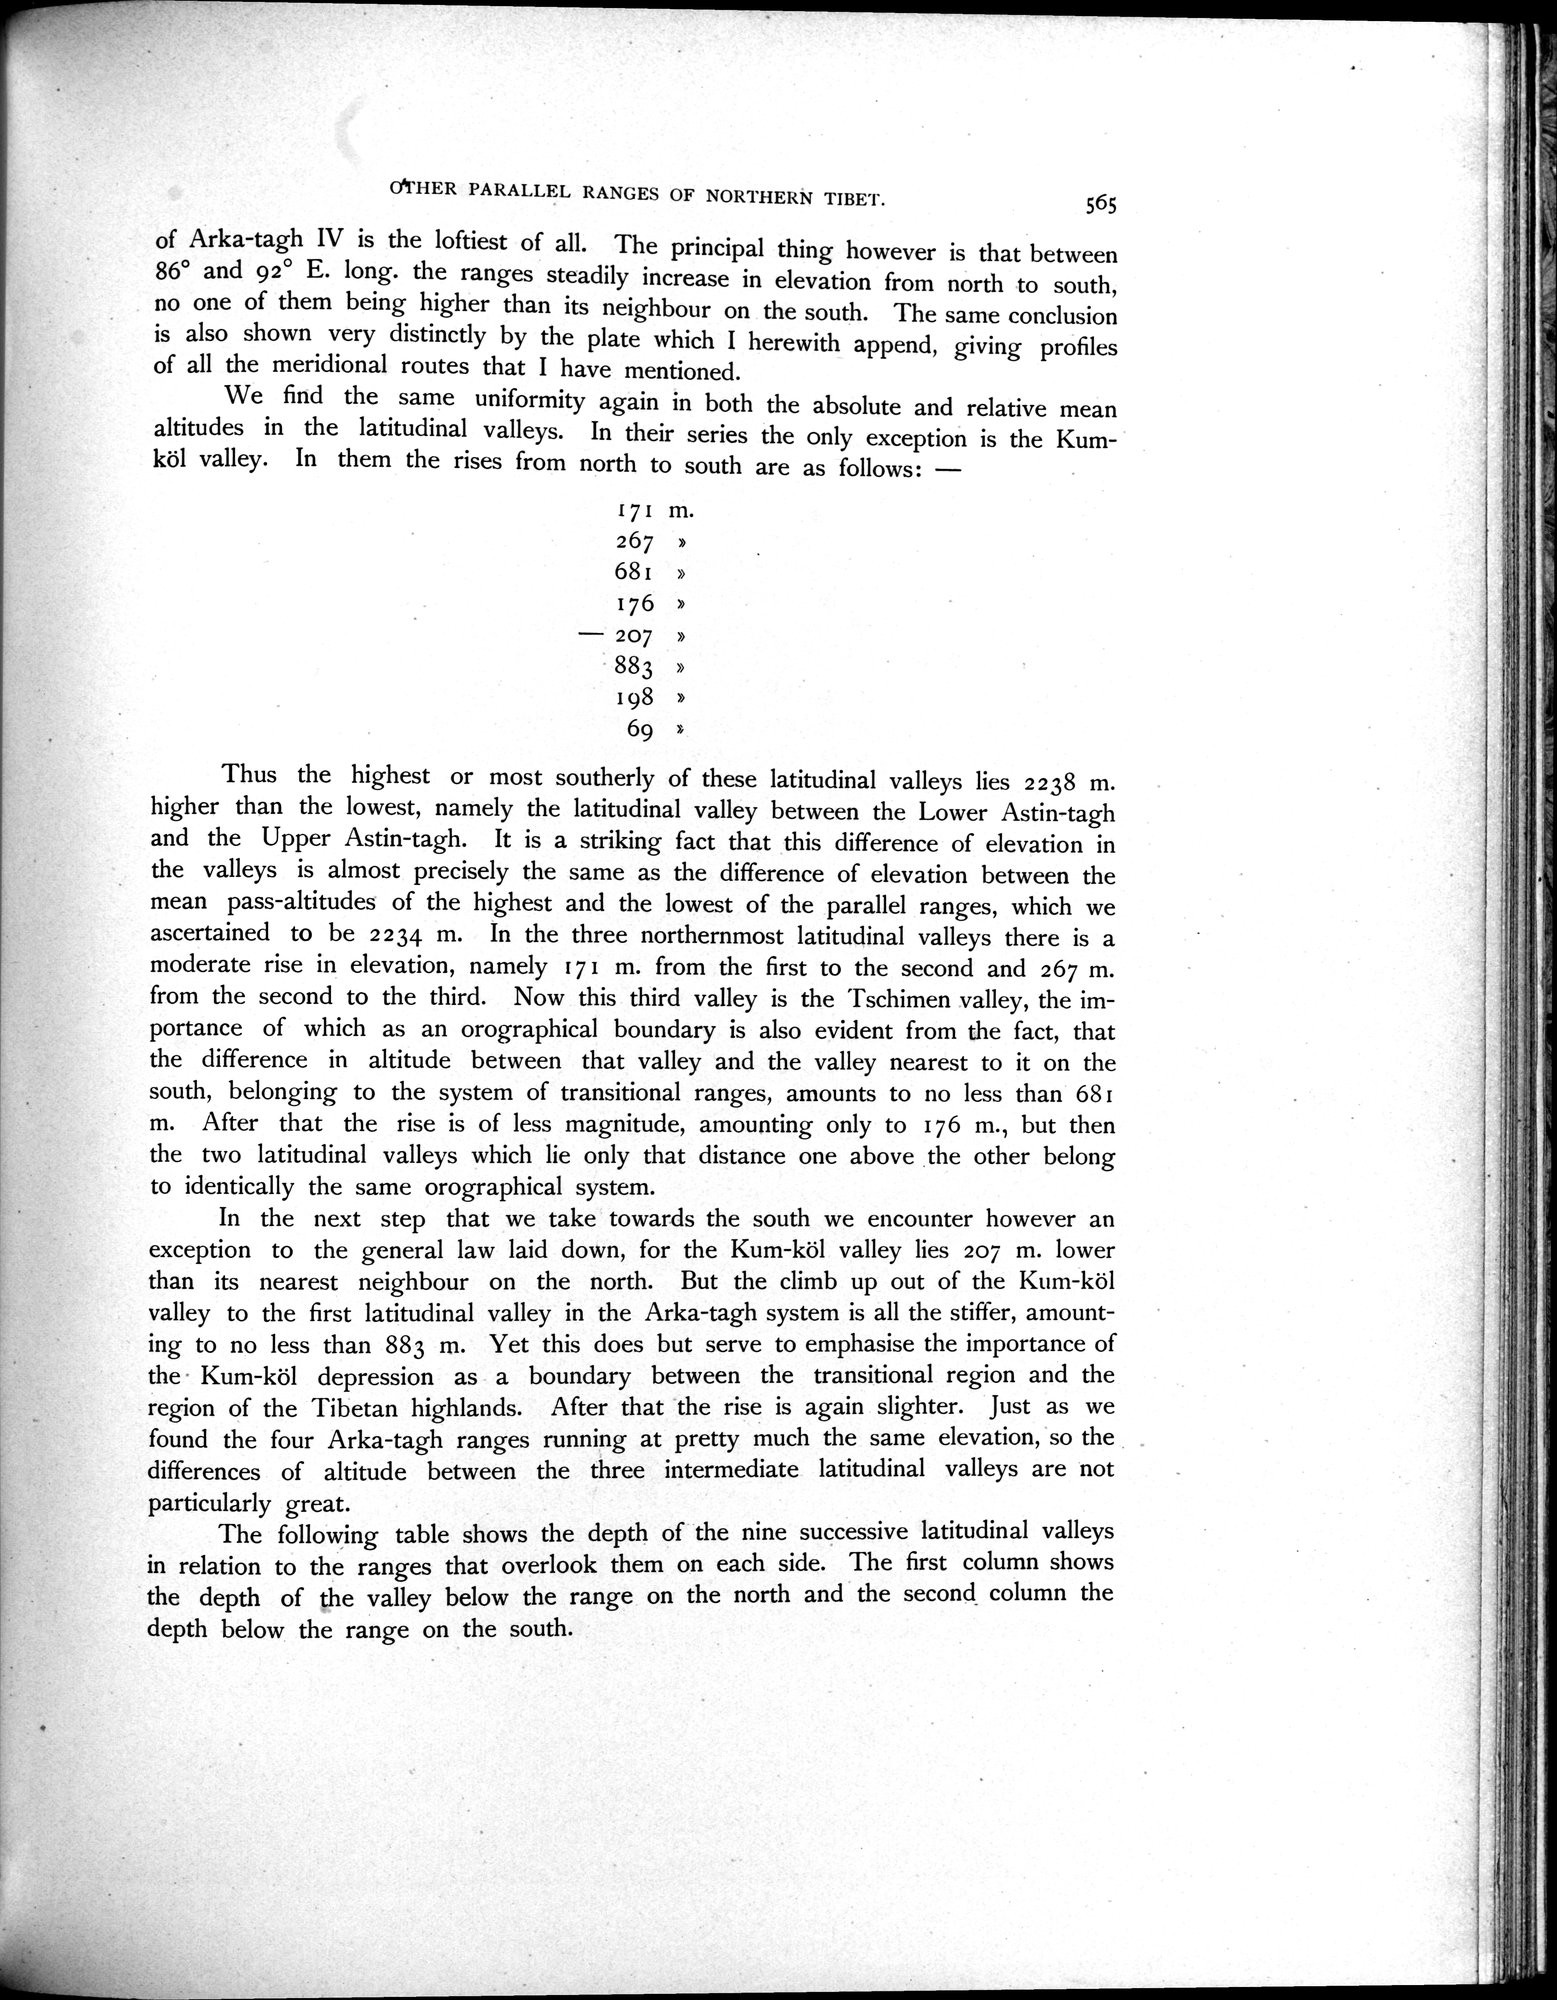 OTHER PARALLEL RANGES OF NORTHERN TIBET. 565
of Arka-tagh IV is the loftiest of all. The principal thing however is that between
86° and 92° E. long. the ranges steadily increase in elevation from north to south,
no one of them being higher than its neighbour on the south. The same conclusion
is also shown very distinctly by the plate which I herewith append, giving profiles
of all the meridional routes that I have mentioned.
We find the same uniformity again in both the absolute and relative mean
altitudes in the latitudinal valleys. In their series the only exception is the Kum-
köl valley. In them the rises from north to south are as follows: —
171 m.
267 »
681 »
176 »
— 207 »
883 »
198 »
69 »
Thus the highest or most southerly of these latitudinal valleys lies 2238 m.
higher than the lowest, namely the latitudinal valley between the Lower Astin-tagh
and the Upper Astin-tagh. It is a striking fact that this difference of elevation in
the valleys is almost precisely the same as the difference of elevation between the
mean pass-altitudes of the highest and the lowest of the parallel ranges, which we
ascertained to be 2234 m. In the three northernmost latitudinal valleys there is a
moderate rise in elevation, namely 171 m. from the first to the second and 267 m.
from the second to the third. Now this third valley is the Tschimen valley, the im-
portance of which as an orographical boundary is also evident from the fact, that
the difference in altitude between that valley and the valley nearest to it on the
south, belonging to the system of transitional ranges, amounts to no less than 681
m. After that the rise is of less magnitude, amounting only to 176 m., but then
the two latitudinal valleys which lie only that distance one above the other belong
to identically the same orographical system.
In the next step that we take towards the south we encounter however an
exception to the general law laid down, for the Kum-köl valley lies 207 m. lower
than its nearest neighbour on the north. But the climb up out of the Kum-köl
valley to the first latitudinal valley in the Arka-tagh system is all the stiffer, amount-
ing to no less than 883 m. Yet this does but serve to emphasise the importance of
the Kum-köl depression as a boundary between the transitional region and the
region of the Tibetan highlands. After that the rise is again slighter. Just as we
found the four Arka-tagh ranges running at pretty much the same elevation, so the
differences of altitude between the three intermediate latitudinal valleys are not
particularly great.
The following table shows the depth of the nine successive latitudinal valleys
in relation to the ranges that overlook them on each side. The first column shows
the depth of the valley below the range on the north and the second column the
depth below the range on the south.